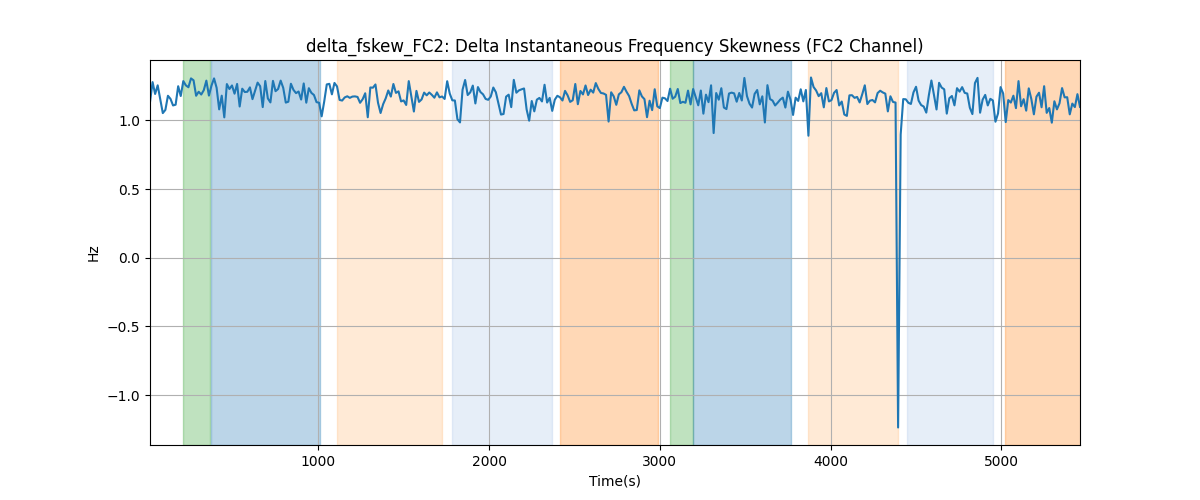 delta_fskew_FC2: Delta Instantaneous Frequency Skewness (FC2 Channel)
1.0
0.5
0.0
−0.5
−1.0
Hz
1000 2000 3000 4000 5000
Time(s)